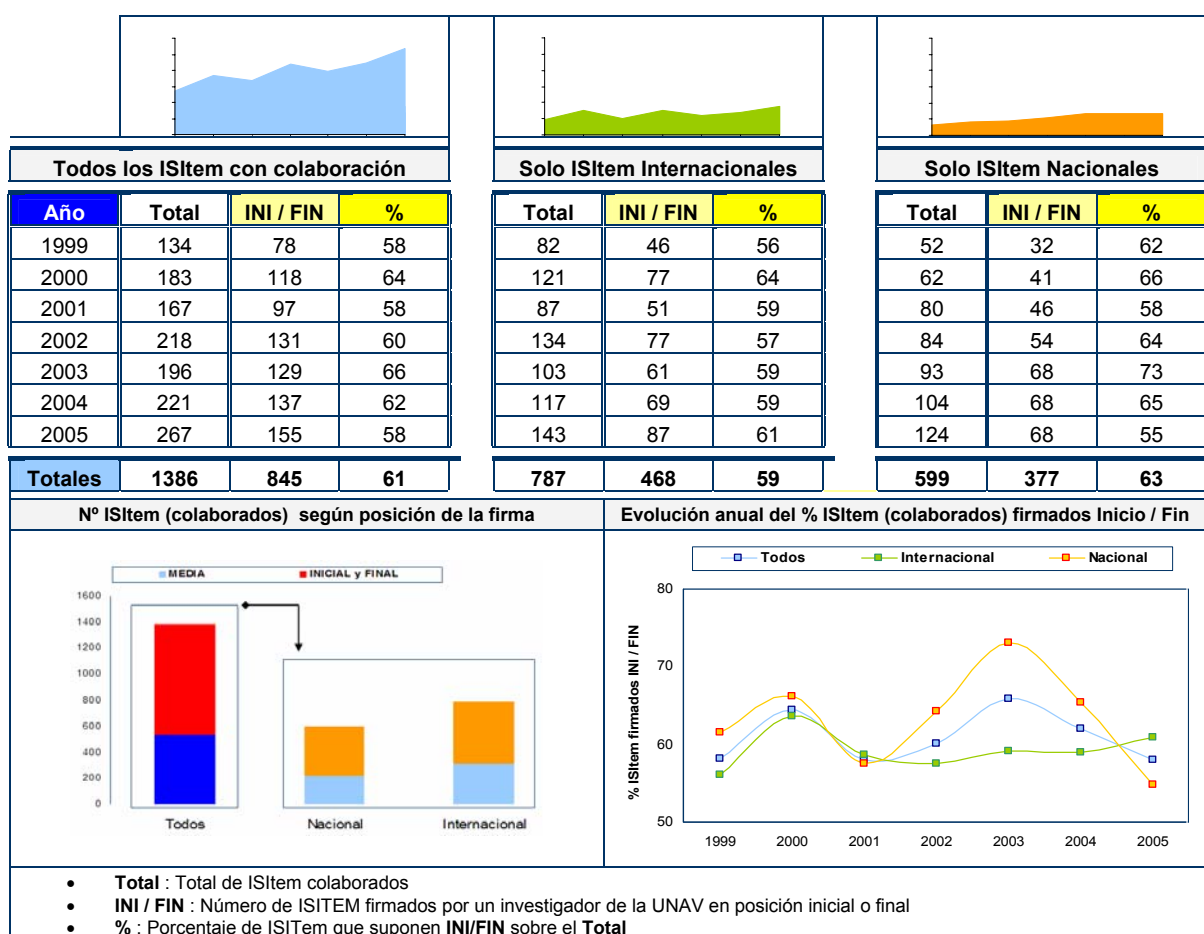 Todos los ISItem con colaboración Solo ISItem Internacionales Solo ISItem Nacionales
Año Total INI / FIN % Total INI / FIN % Total INI / FIN %
1999 134 78 58 82 46 56 52 32 62
2000 183 118 64 121 77 64 62 41 66
2001 167 97 58 87 51 59 80 46 58
2002 218 131 60 134 77 57 84 54 64
2003 196 129 66 103 61 59 93 68 73
2004 221 137 62 117 69 59 104 68 65
2005 267 155 58 143 87 61 124 68 55
Totales 1386 845 61 787 468 59 599 377 63
Nº ISItem (colaborados) según posición de la firma
MEDIA INICIAL y FINAL
1600
1400
1200
1000
800
600
400
200
0
Todos Nacional Internacional
Evolución anual del % ISItem (colaborados) firmados Inicio / Fin
Todos Internacional Nacional
% ISItem firmados INI / FIN
80
70
60
50
1999 2000 2001 2002 2003 2004 2005
• Total : Total de ISItem colaborados
• INI / FIN : Número de ISITEM firmados por un investigador de la UNAV en posición inicial o final
• % : Porcentaje de ISITem que suponen INI/FIN sobre el Total